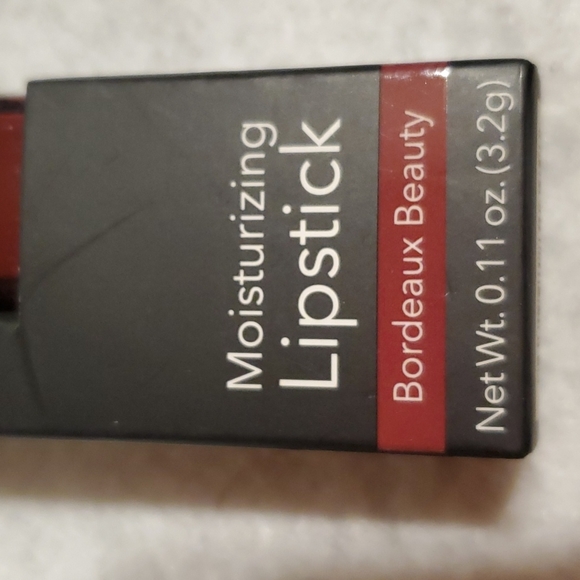 Moisturizing
Lipstick
Bordeaux Beauty
Net Wt. 0.11 oz. (3.2g)